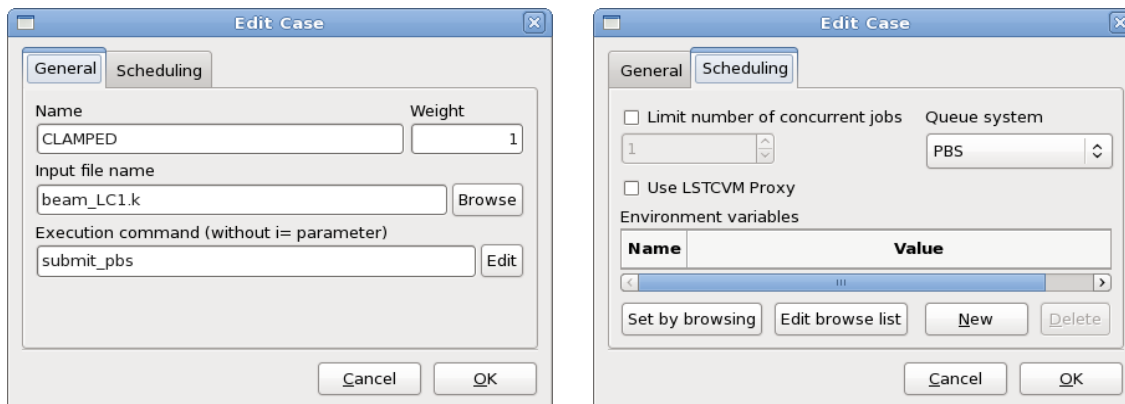 Edit Case
General Scheduling
Name Weight
CLAMPED 1
Input file name
beam_LC1.k Browse
Execution command (without i= parameter)
submit_pbs Edit
Cancel OK
Edit Case
General Scheduling
Limit number of concurrent jobs Queue system
1 PBS
Use LSTCVM Proxy
Environment variables
Name Value
Set by browsing Edit browse list New Delete
Cancel OK